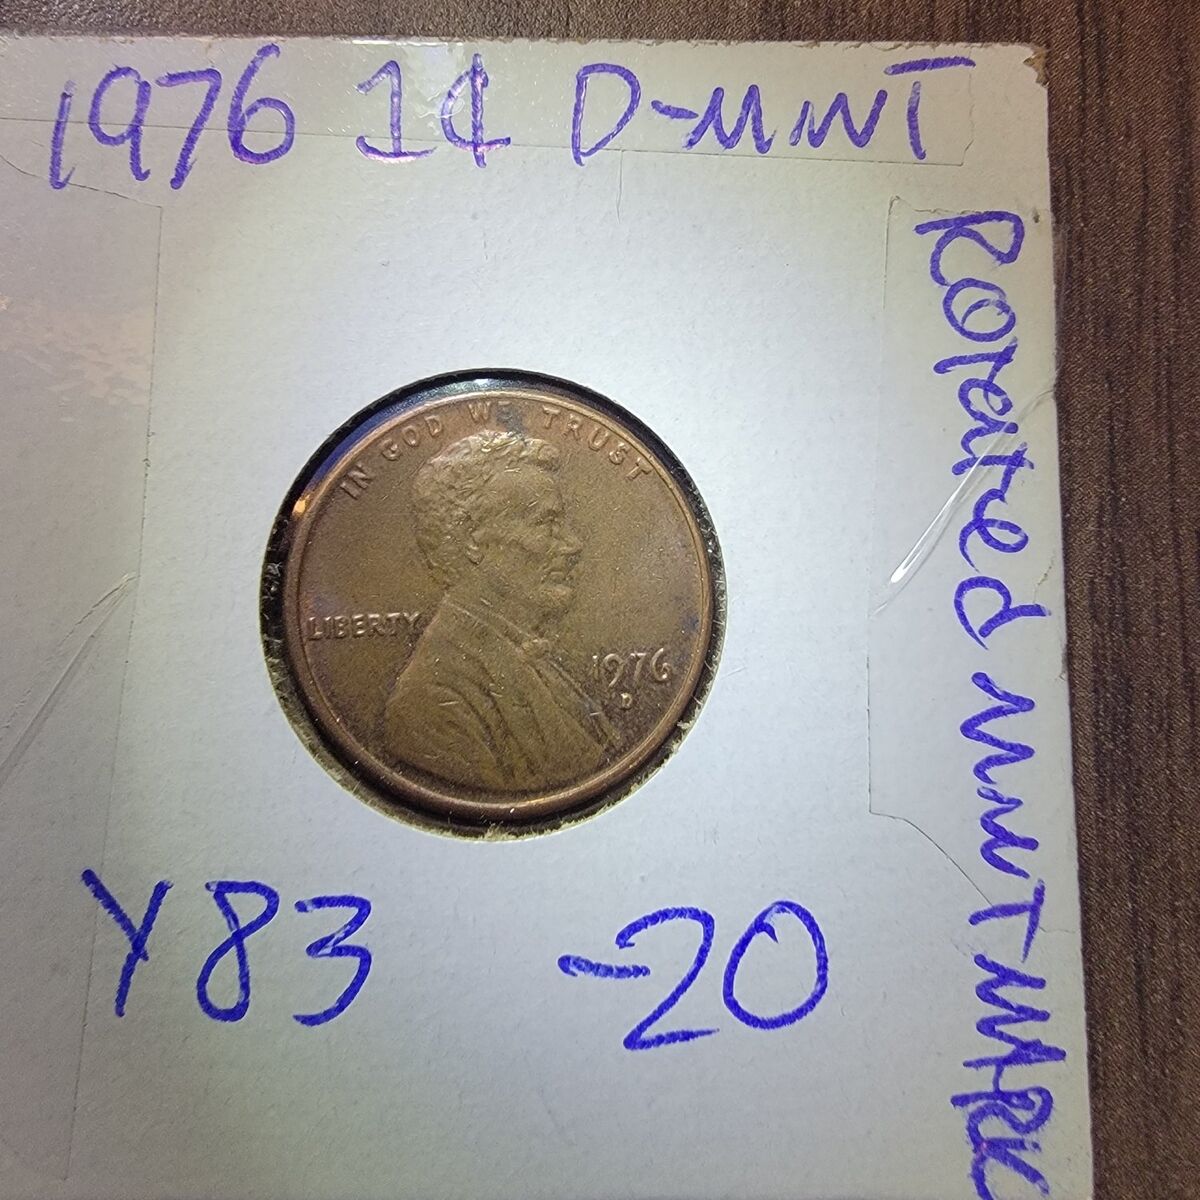 1976 1¢ D-MINT
Rotated MINT MARK
IN GOD WE TRUST
LIBERTY
1976
D
Y83 -20